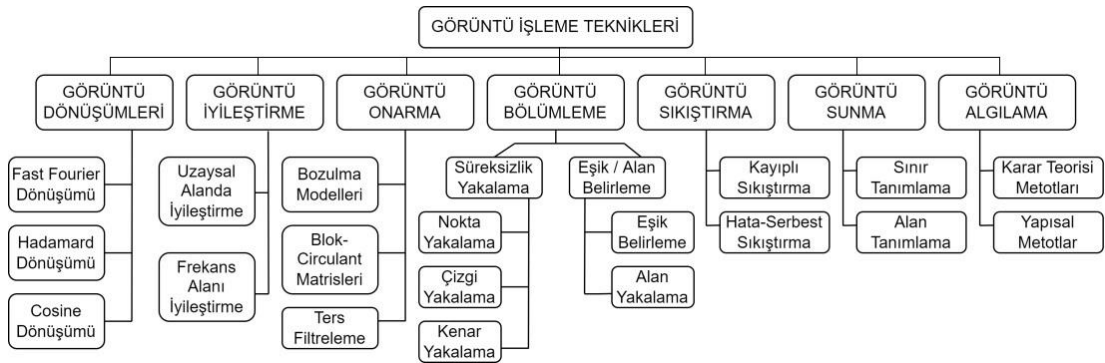 GÖRÜNTÜ İŞLEME TEKNİKLERİ
GÖRÜNTÜ
DÖNÜŞÜMLERİ
Fast Fourier
Dönüşümü
Hadamard
Dönüşümü
Cosine
Dönüşümü
GÖRÜNTÜ
İYİLEŞTİRME
Uzaysal
Alanda
İyileştirme
Frekans
Alanı
İyileştirme
GÖRÜNTÜ
ONARMA
Bozulma
Modelleri
Blok-
Circulant
Matrisleri
Ters
Filtreleme
GÖRÜNTÜ
BÖLÜMLEME
Süreksizlik
Yakalama
Nokta
Yakalama
Çizgi
Yakalama
Kenar
Yakalama
Eşik / Alan
Belirleme
Eşik
Belirleme
Alan
Yakalama
GÖRÜNTÜ
SIKIŞTIRMA
Kayıplı
Sıkıştırma
Hata-Serbest
Sıkıştırma
GÖRÜNTÜ
SUNMA
Sınır
Tanımlama
Alan
Tanımlama
GÖRÜNTÜ
ALGILAMA
Karar Teorisi
Metotları
Yapısal
Metotlar